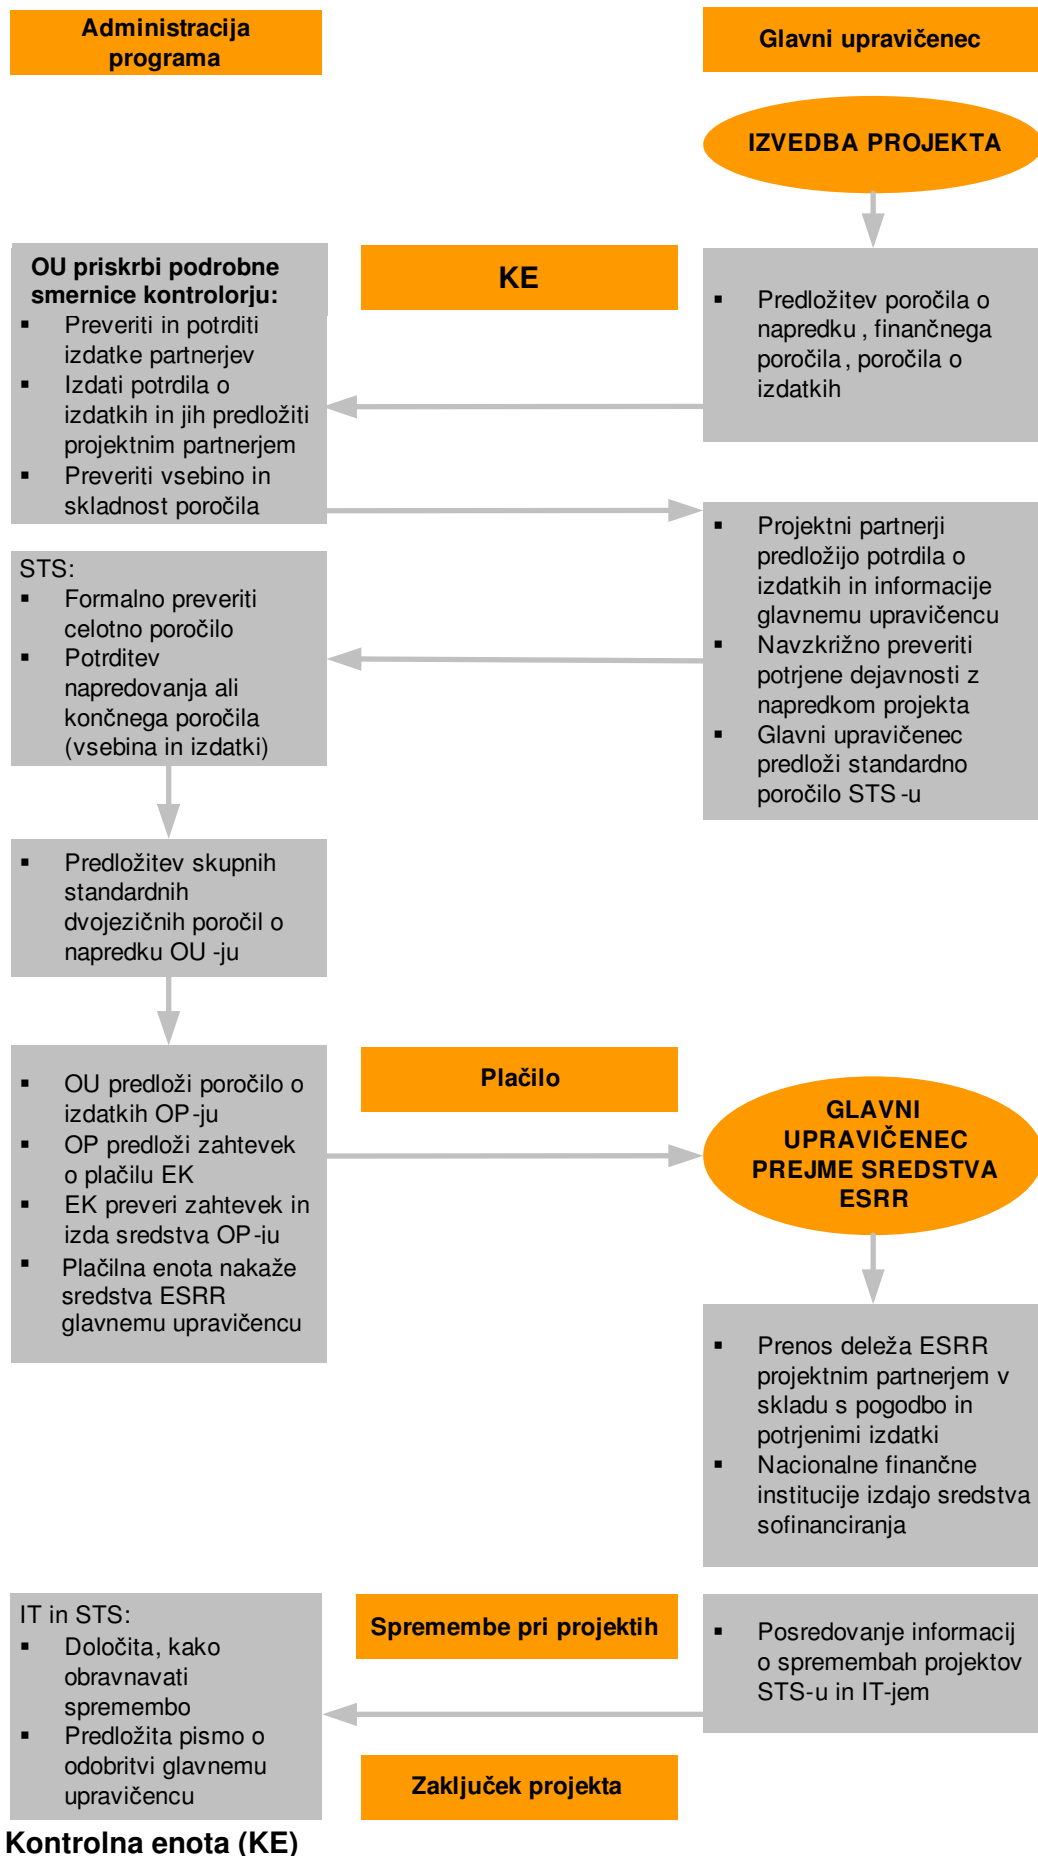 Administracija
programa
Glavni upravičenec
IZVEDBA PROJEKTA
OU priskrbi podrobne
smernice kontrolorju:
▪ Preveriti in potrditi
izdatke partnerjev
▪ Izdati potrdila o
izdatkih in jih predložiti
projektnim partnerjem
▪ Preveriti vsebino in
skladnost poročila
KE
▪ Predložitev poročila o
napredku , finančnega
poročila , poročila o
izdatkih
▪ Projektni partnerji
predložijo potrdila o
izdatkih in informacije
glavnemu upravičencu
▪ Navzkrižno preveriti
potrjene dejavnosti z
napredkom projekta
▪ Glavni upravičenec
predloži standardno
poročilo STS -u
STS:
▪ Formalno preveriti
celotno poročilo
▪ Potrditev
napredovanja ali
končnega poročila
(vsebina in izdatki)
▪ Predložitev skupnih
standardnih
dvojezičnih poročil o
napredku OU -ju
▪ OU predloži poročilo o
izdatkih OP-ju
▪ OP predloži zahtevek
o plačilu EK
▪ EK preveri zahtevek in
izda sredstva OP-iu
▪ Plačilna enota nakaže
sredstva ESRR
glavnemu upravičencu
Plačilo
GLAVNI
UPRAVIČENEC
PREJME SREDSTVA
ESRR
▪ Prenos deleža ESRR
projektnim partnerjem v
skladu s pogodbo in
potrjenimi izdatki
▪ Nacionalne finančne
institucije izdajo sredstva
sofinanciranja
IT in STS:
▪ Določita, kako
obravnavati
spremembo
▪ Predložita pismo o
odobritvi glavnemu
upravičencu
Spremembe pri projektih
▪ Posredovanje informacij
o spremembah projektov
STS-u in IT-jem
Zaključek projekta
Kontrolna enota (KE)